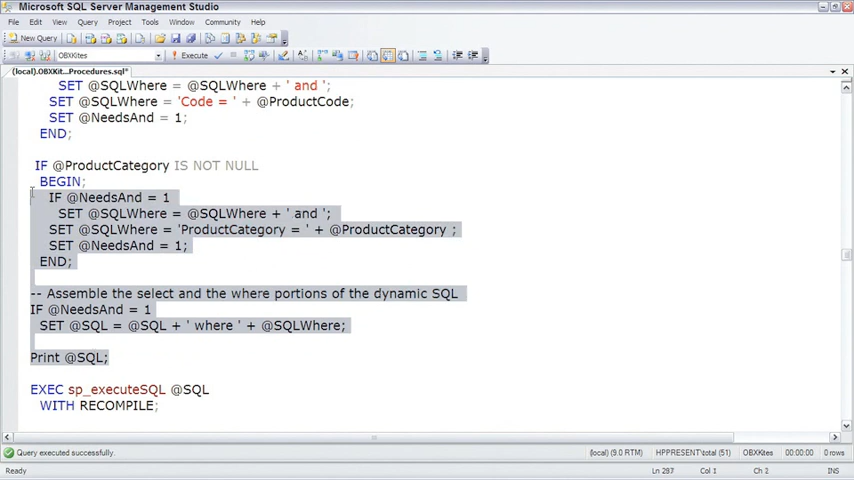 Microsoft SQL Server Management Studio
File Edit View Query Project Tools Window Community Help
New Query
OBXKites Execute
(local).OBXKit...Procedures.sql*
SET @SQLWhere = @SQLWhere + ' and ';
SET @SQLWhere = 'Code = ' + @ProductCode;
SET @NeedsAnd = 1;
END;
IF @ProductCategory IS NOT NULL
BEGIN;
IF @NeedsAnd = 1
SET @SQLWhere = @SQLWhere + ' and ';
SET @SQLWhere = 'ProductCategory = ' + @ProductCategory ;
SET @NeedsAnd = 1;
END;
-- Assemble the select and the where portions of the dynamic SQL
IF @NeedsAnd = 1
SET @SQL = @SQL + ' where ' + @SQLWhere;
Print @SQL;
EXEC sp_executeSQL @SQL
WITH RECOMPILE;
Query executed successfully. (local) (9.0 RTM) HPPRESENT\total (51) OBXKites 00:00:00 0 rows
Ready Ln 287 Col 1 Ch 2 INS